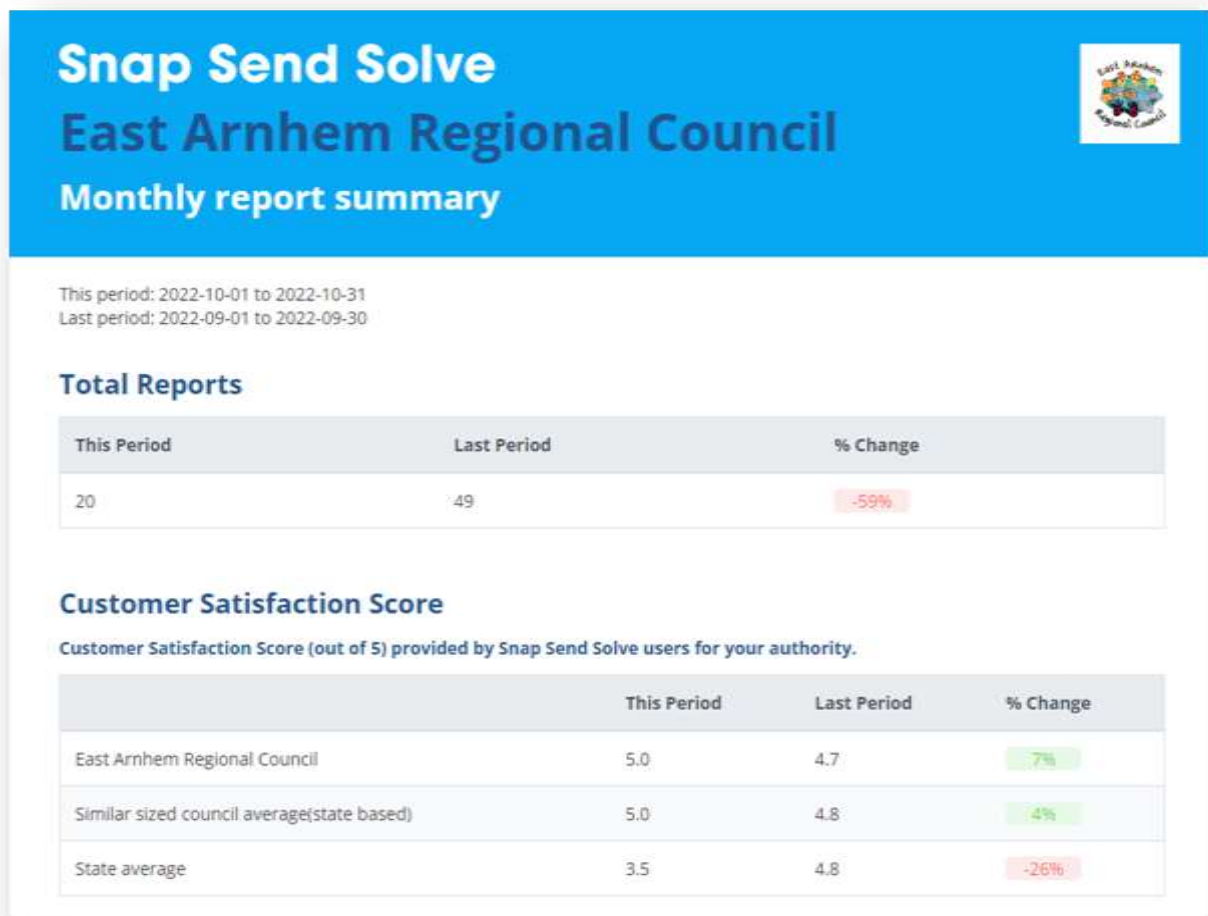 Snap Send Solve
East Arnhem Regional Council
East Arnhem
Regional Council
Monthly report summary
This period: 2022-10-01 to 2022-10-31
Last period: 2022-09-01 to 2022-09-30
Total Reports
This Period Last Period % Change
20 49 -59%
Customer Satisfaction Score
Customer Satisfaction Score (out of 5) provided by Snap Send Solve users for your authority.
This Period Last Period % Change
East Arnhem Regional Council 5.0 4.7 7%
Similar sized council average(state based) 5.0 4.8 4%
State average 3.5 4.8 -26%